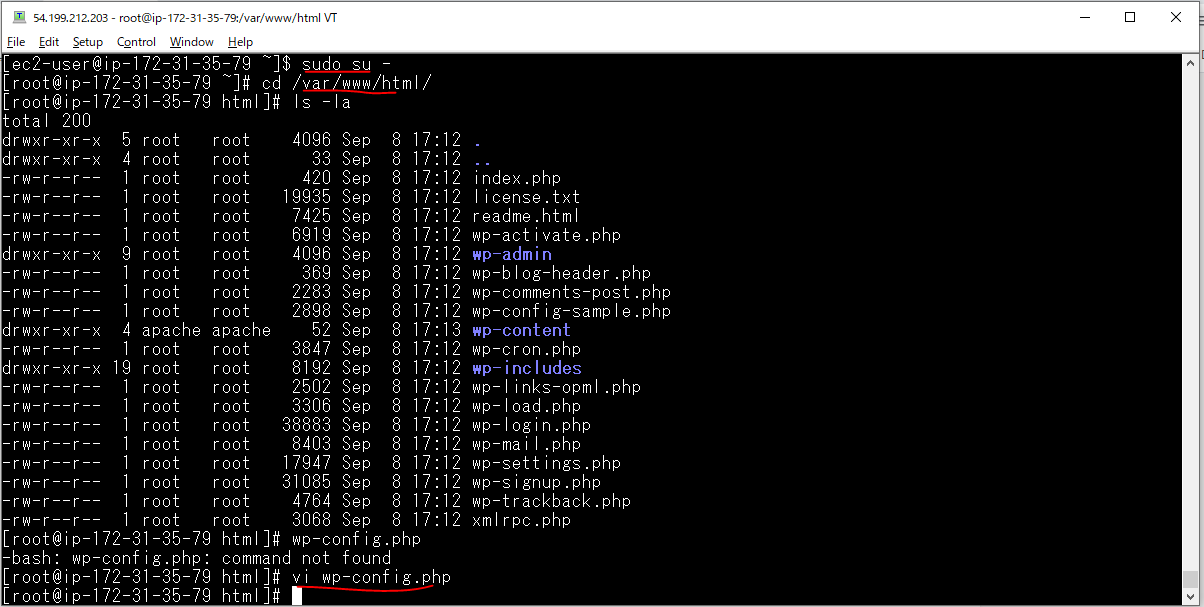 54.199.212.203 - root@ip-172-31-35-79:/var/www/html VT
File Edit Setup Control Window Help
[ec2-user@ip-172-31-35-79 ~]$ sudo su -
[root@ip-172-31-35-79 ~]# cd /var/www/html/
[root@ip-172-31-35-79 html]# ls -la
total 200
drwxr-xr-x 5 root root 4096 Sep 8 17:12 .
drwxr-xr-x 4 root root 33 Sep 8 17:12 ..
-rw-r--r-- 1 root root 420 Sep 8 17:12 index.php
-rw-r--r-- 1 root root 19935 Sep 8 17:12 license.txt
-rw-r--r-- 1 root root 7425 Sep 8 17:12 readme.html
-rw-r--r-- 1 root root 6919 Sep 8 17:12 wp-activate.php
drwxr-xr-x 9 root root 4096 Sep 8 17:12 wp-admin
-rw-r--r-- 1 root root 369 Sep 8 17:12 wp-blog-header.php
-rw-r--r-- 1 root root 2283 Sep 8 17:12 wp-comments-post.php
-rw-r--r-- 1 root root 2898 Sep 8 17:12 wp-config-sample.php
drwxr-xr-x 4 apache apache 52 Sep 8 17:13 wp-content
-rw-r--r-- 1 root root 3847 Sep 8 17:12 wp-cron.php
drwxr-xr-x 19 root root 8192 Sep 8 17:12 wp-includes
-rw-r--r-- 1 root root 2502 Sep 8 17:12 wp-links-opml.php
-rw-r--r-- 1 root root 3306 Sep 8 17:12 wp-load.php
-rw-r--r-- 1 root root 38883 Sep 8 17:12 wp-login.php
-rw-r--r-- 1 root root 8403 Sep 8 17:12 wp-mail.php
-rw-r--r-- 1 root root 17947 Sep 8 17:12 wp-settings.php
-rw-r--r-- 1 root root 31085 Sep 8 17:12 wp-signup.php
-rw-r--r-- 1 root root 4764 Sep 8 17:12 wp-trackback.php
-rw-r--r-- 1 root root 3068 Sep 8 17:12 xmlrpc.php
[root@ip-172-31-35-79 html]# wp-config.php
-bash: wp-config.php: command not found
[root@ip-172-31-35-79 html]# vi wp-config.php
[root@ip-172-31-35-79 html]#